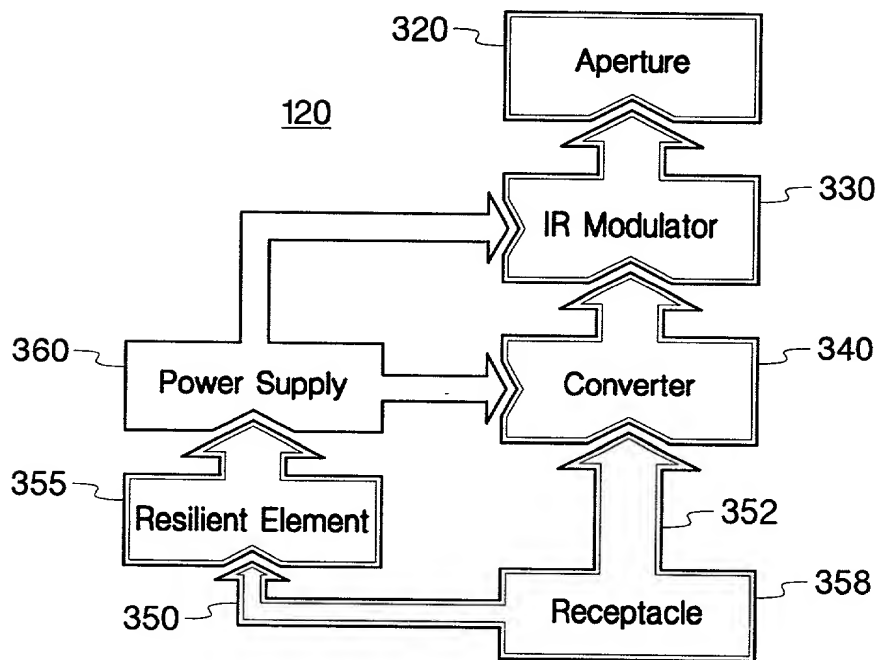 320
Aperture
120
330
IR Modulator
360
340
Power Supply
Converter
355
Resilient Element
352
350
Receptacle
358